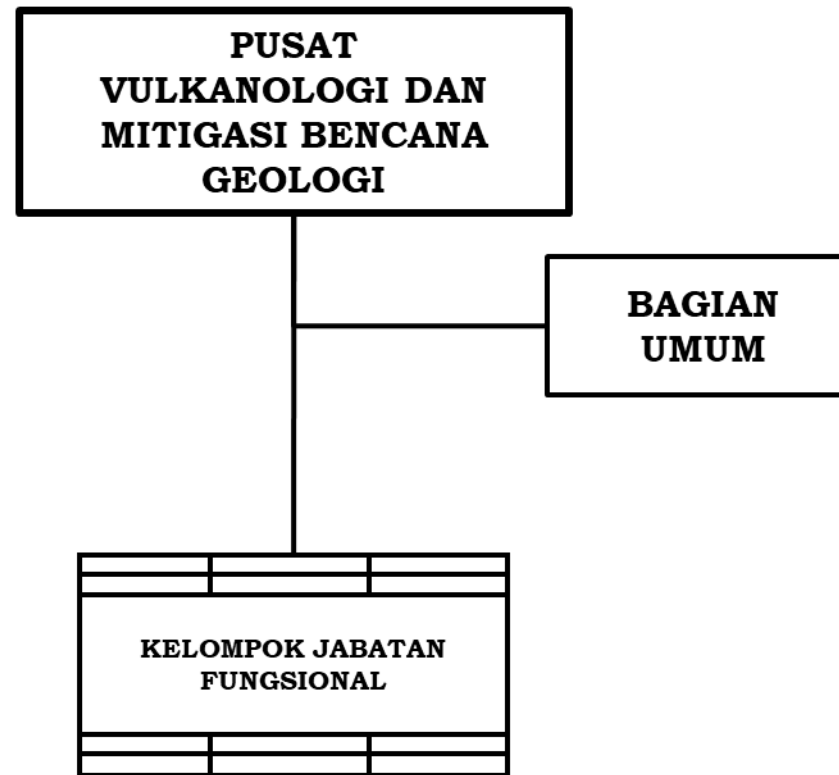 PUSAT
VULKANOLOGI DAN
MITIGASI BENCANA
GEOLOGI
BAGIAN
UMUM
KELOMPOK JABATAN
FUNGSIONAL